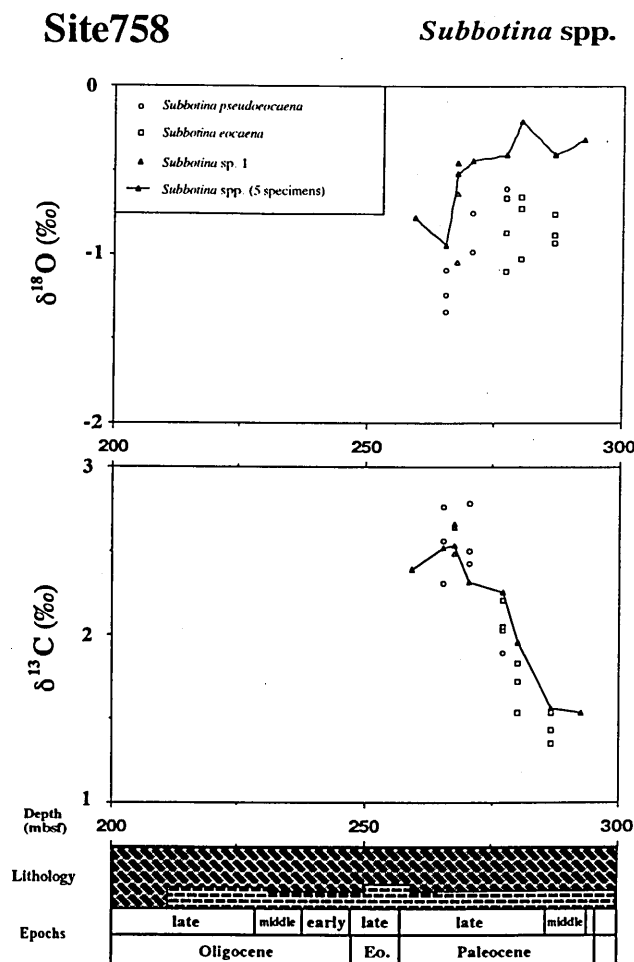 Site758 Subbotina spp.
0
Subbotina pseudoeocaena
Subbotina eocaena
Subbotina sp. 1
Subbotina spp. (5 specimens)
δ18O (‰)
-1
-2
200 250 300
3
δ13C (‰)
2
1
Depth
(mbsf)
200 250 300
Lithology
Epochs
late middle early late late middle
Oligocene Eo. Paleocene